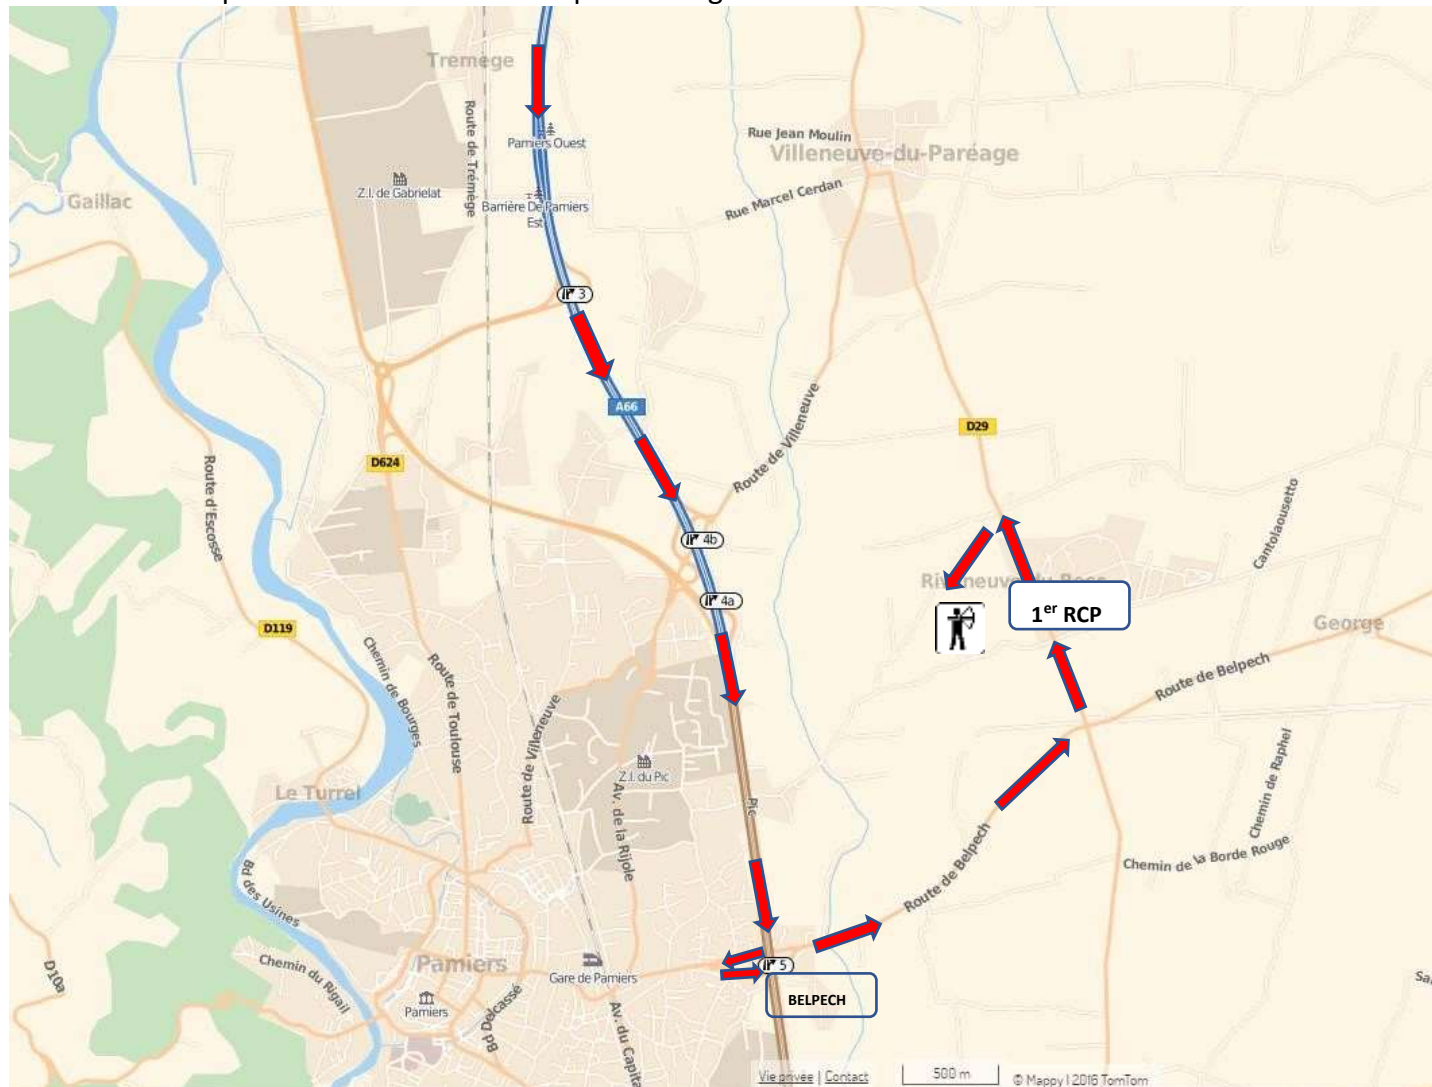 Trémège
Route de Trémège
Pamiers Ouest
Rue Jean Moulin
Villeneuve-du-Paréage
Z.I. de Gabrielat
Gaillac
Barrière De Pamiers
Est
Rue Marcel Cerdan
3
A66
D29
Route de Villeneuve
D624
Route d'Escosse
Cantolaousetto
4b
4a
1er RCP
George
D119
Chemin de Bourges
Route de Toulouse
Route de Belpech
Route de Villeneuve
Z.I. du Pic
Pic
Chemin de Raphel
Le Turrel
Av. de la Rijole
Route de Belpech
Chemin de la Borde Rouge
Bd des Usines
Pamiers
Gare de Pamiers
5
D10a
Chemin du Rigail
Pamiers
Bd Delcassé
BELPECH
Av. du Capita
Vie privée | Contact
500 m
© Mappy | 2016 TomTom